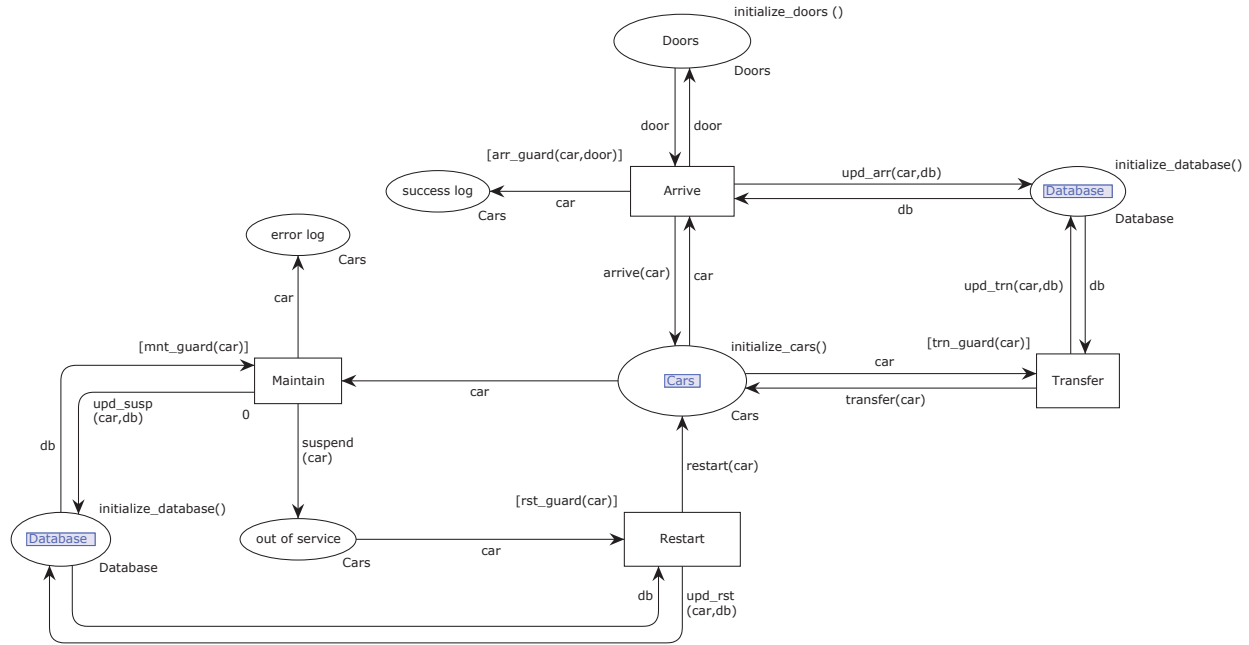 initialize_doors ()
Doors
Doors
door
door
[arr_guard(car,door)]
initialize_database()
upd_arr(car,db)
success log
Arrive
Database
car
db
Cars
Database
error log
Cars
arrive(car)
car
upd_trn(car,db)
db
car
[mnt_guard(car)]
initialize_cars()
[trn_guard(car)]
car
Maintain
Cars
Transfer
car
transfer(car)
upd_susp
(car,db)
0
Cars
db
suspend
(car)
restart(car)
initialize_database()
[rst_guard(car)]
Database
out of service
Restart
car
Cars
Database
db
upd_rst
(car,db)